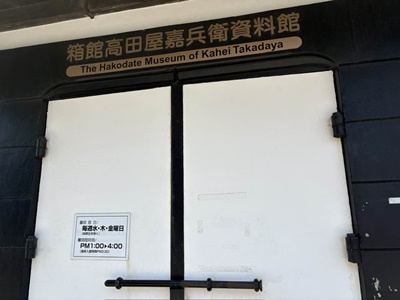 箱館高田屋嘉兵衛資料館
The Hakodate Museum of Kahei Takadaya
毎週水・木・金曜日
PM1:00▸4:00